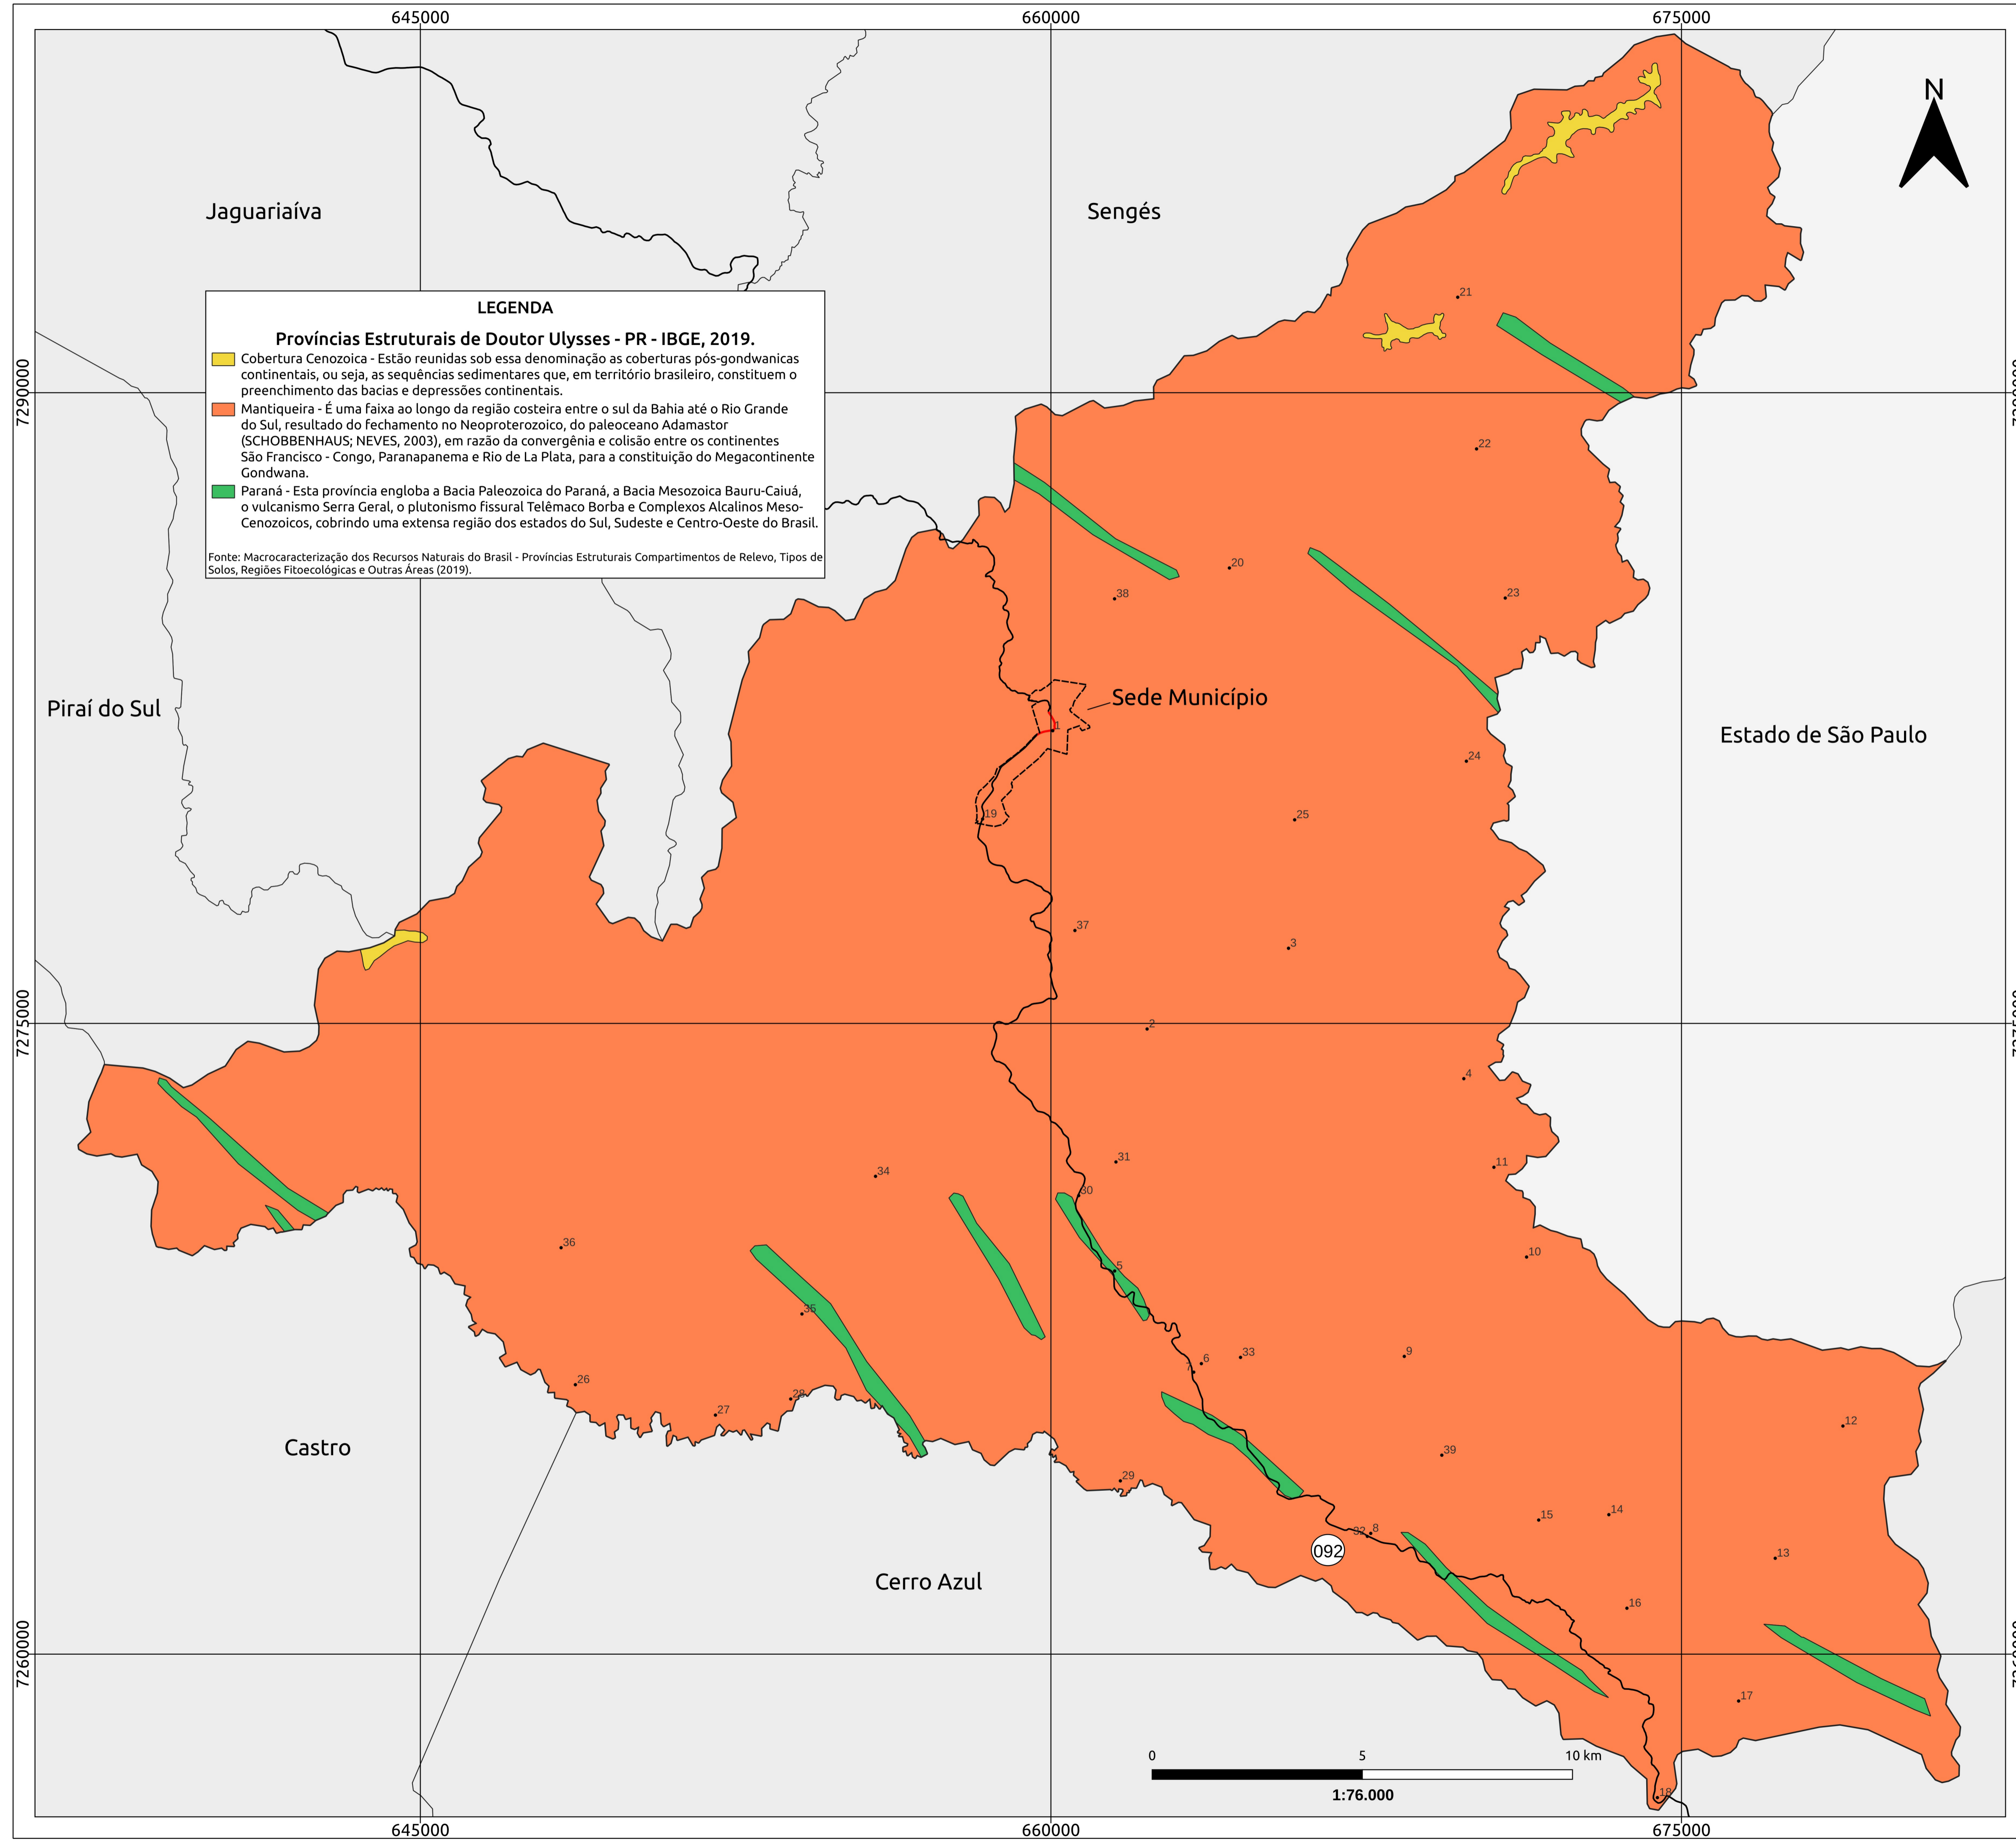 645000
660000
675000
N
Jaguariaíva
Sengés
21
LEGENDA
Províncias Estruturais de Doutor Ulysses - PR - IBGE, 2019.
Cobertura Cenozoica - Estão reunidas sob essa denominação as coberturas pós-gondwanicas
continentais, ou seja, as sequências sedimentares que, em território brasileiro, constituem o
preenchimento das bacias e depressões continentais.
Mantiqueira - É uma faixa ao longo da região costeira entre o sul da Bahia até o Rio Grande
do Sul, resultado do fechamento no Neoproterozoico, do paleoceano Adamastor
(SCHOBBENHAUS; NEVES, 2003), em razão da convergênia e colisão entre os continentes
São Francisco - Congo, Paranapanema e Rio de La Plata, para a constituição do Megacontinente
Gondwana.
Paraná - Esta província engloba a Bacia Paleozoica do Paraná, a Bacia Mesozoica Bauru-Caiuá,
o vulcanismo Serra Geral, o plutonismo fissural Telêmaco Borba e Complexos Alcalinos Meso-
Cenozoicos, cobrindo uma extensa região dos estados do Sul, Sudeste e Centro-Oeste do Brasil.
Fonte: Macrocaracterização dos Recursos Naturais do Brasil - Províncias Estruturais Compartimentos de Relevo, Tipos de
Solos, Regiões Fitoecológicas e Outras Áreas (2019).
7290000
22
20
38
23
Piraí do Sul
Sede Município
1
Estado de São Paulo
24
19
25
37
3
7275000
2
4
31
11
34
30
36
10
5
35
6
33
9
7
26
28
27
12
Castro
39
29
14
15
32
8
092
13
Cerro Azul
16
7260000
17
0
5
10 km
1:76.000
18
645000
660000
675000